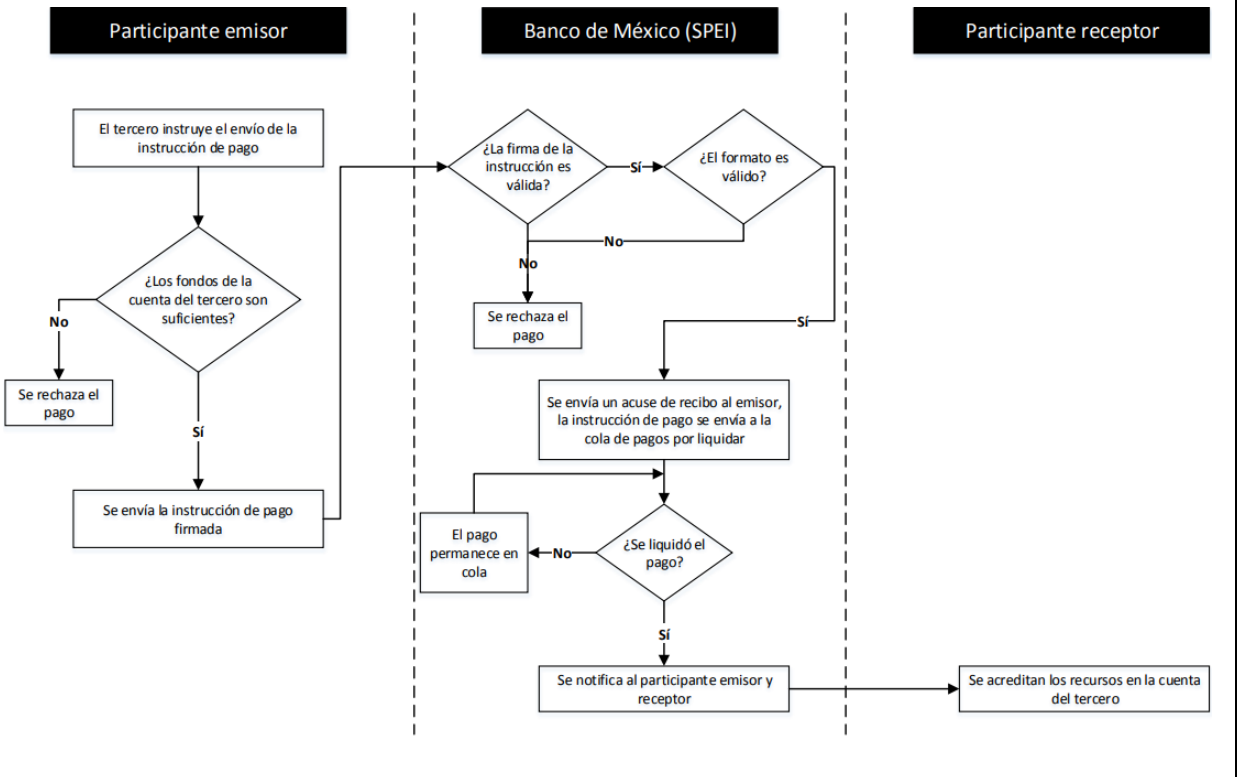 Participante emisor
Banco de México (SPEI)
Participante receptor
El tercero instruye el envío de la
instrucción de pago
¿Los fondos de la
cuenta del tercero son
suficientes?
No
Se rechaza el
pago
Sí
Se envía la instrucción de pago
firmada
¿La firma de la
instrucción es
válida?
Sí
¿El formato es
válido?
No
No
Se rechaza el
pago
Sí
Se envía un acuse de recibo al emisor,
la instrucción de pago se envía a la
cola de pagos por liquidar
¿Se liquidó el
pago?
No
El pago
permanece en
cola
Sí
Se notifica al participante emisor y
receptor
Se acreditan los recursos en la cuenta
del tercero